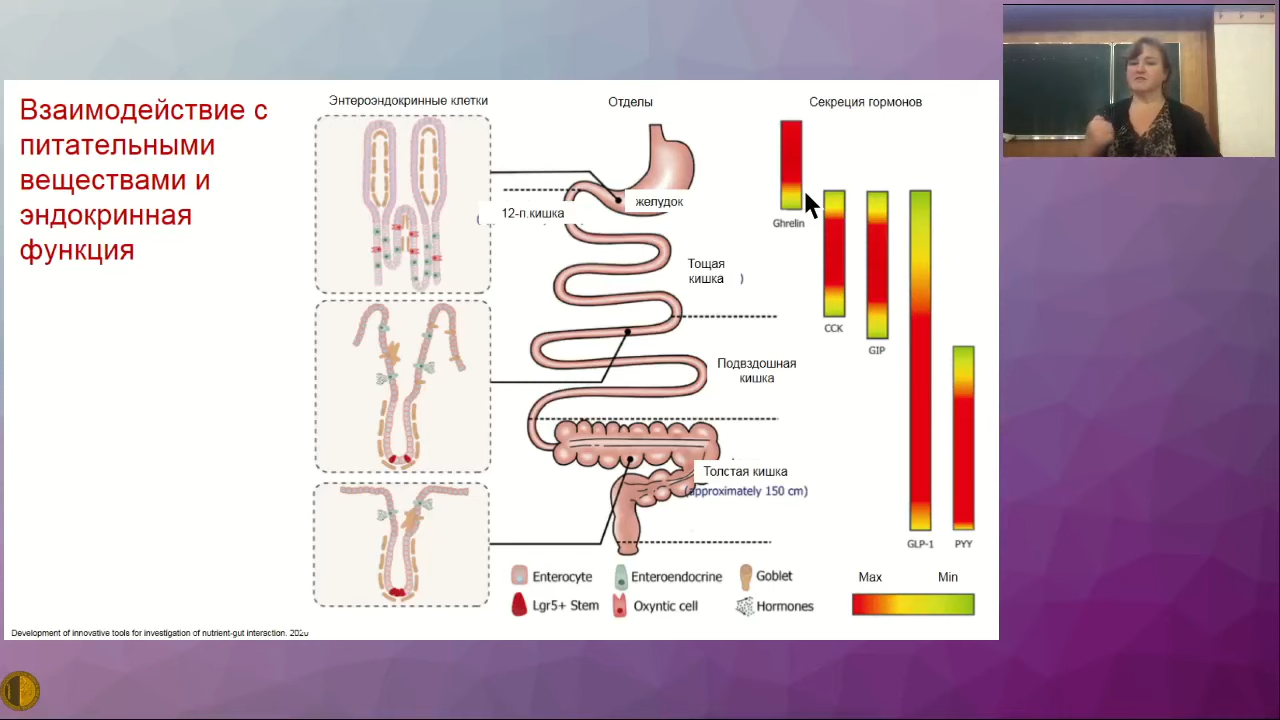 Взаимодействие с
питательными
веществами и
эндокринная
функция
Энтероэндокринные клетки
Отделы
Секреция гормонов
желудок
12-п.кишка
Тощая
кишка
)
Подвздошная
кишка
Толстая кишка
(approximately 150 cm)
Ghrelin
CCK
GIP
GLP-1
PYY
Enterocyte
Enteroendocrine
Goblet
Lgr5+ Stem
Oxyntic cell
Hormones
Max
Min
Development of innovative tools for investigation of nutrient-gut interaction. 2020